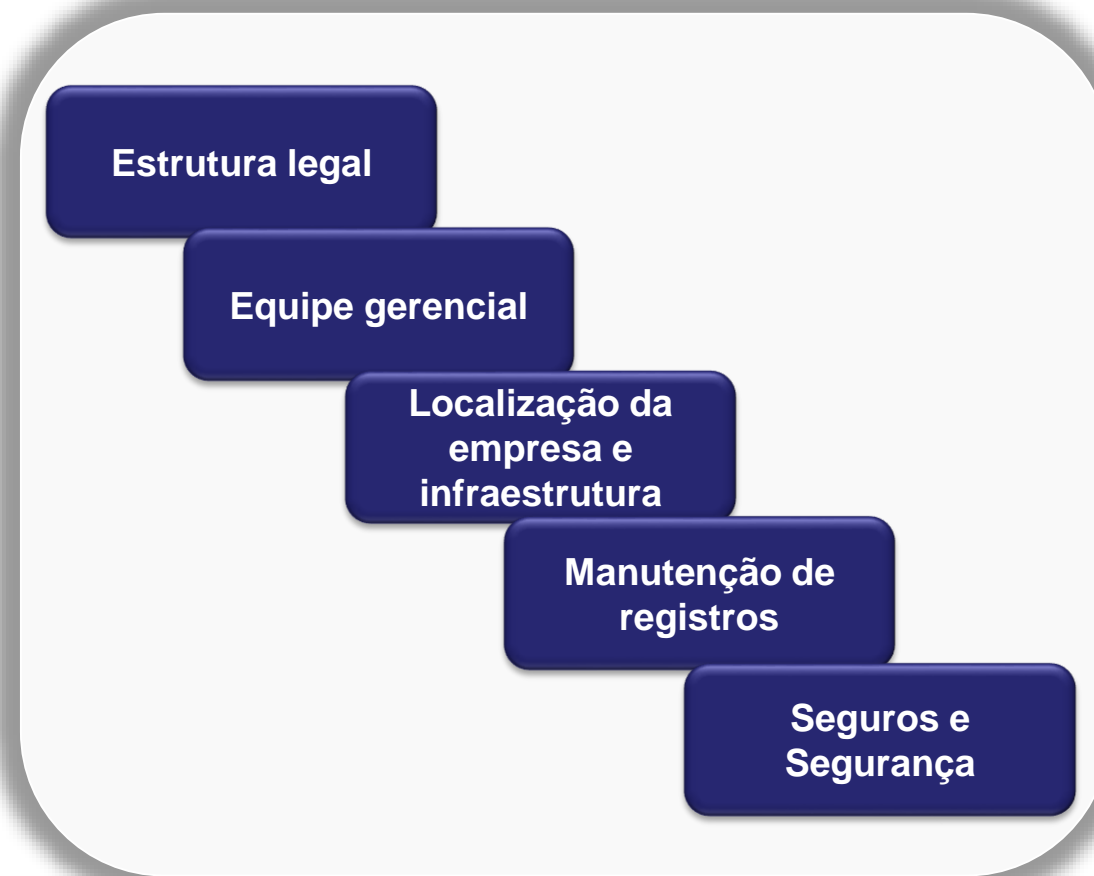 Estrutura legal
Equipe gerencial
Localização da
empresa e
infraestrutura
Manutenção de
registros
Seguros e
Segurança